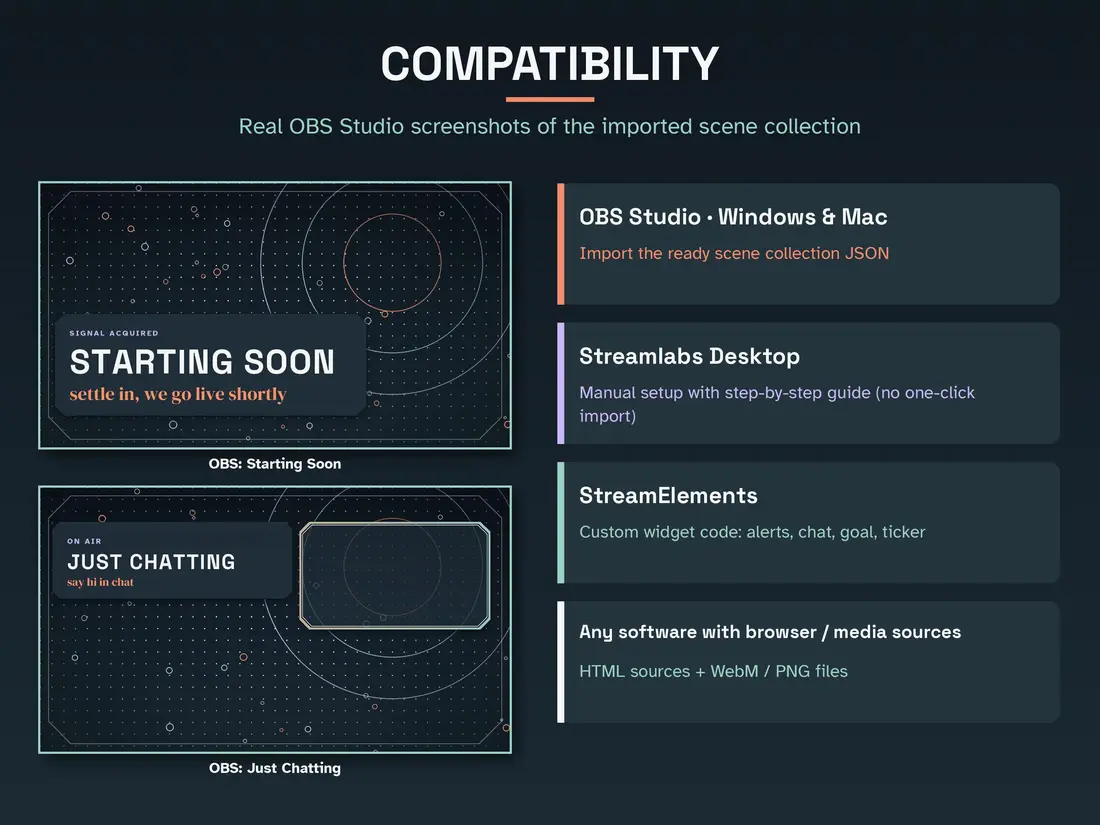 COMPATIBILITY
Real OBS Studio screenshots of the imported scene collection
SIGNAL ACQUIRED
STARTING SOON
settle in, we go live shortly
OBS: Starting Soon
ON AIR
JUST CHATTING
say hi in chat
OBS: Just Chatting
OBS Studio · Windows & Mac
Import the ready scene collection JSON
Streamlabs Desktop
Manual setup with step-by-step guide (no one-click
import)
StreamElements
Custom widget code: alerts, chat, goal, ticker
Any software with browser / media sources
HTML sources + WebM / PNG files